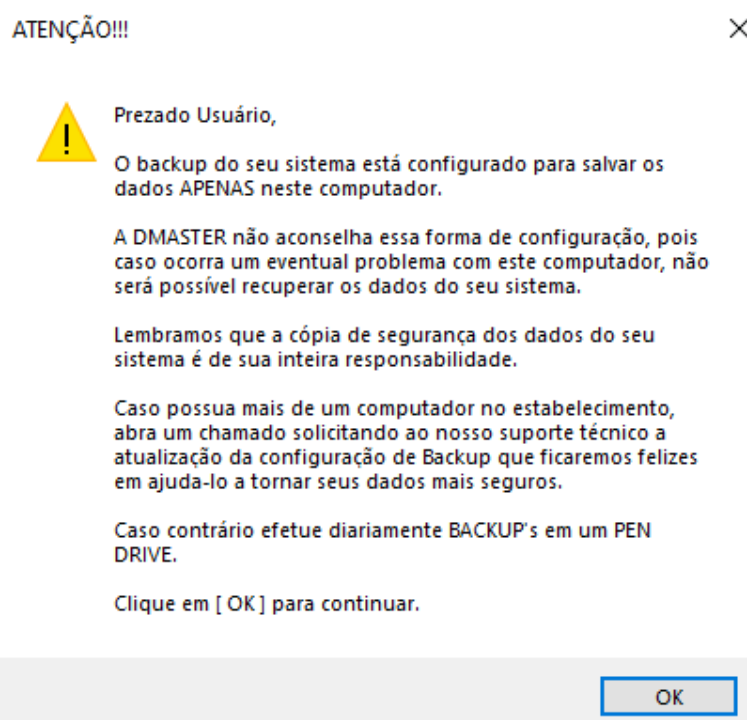 ATENÇÃO!!!
Prezado Usuário,
O backup do seu sistema está configurado para salvar os
dados APENAS neste computador.
A DMASTER não aconselha essa forma de configuração, pois
caso ocorra um eventual problema com este computador, não
será possível recuperar os dados do seu sistema.
Lembramos que a cópia de segurança dos dados do seu
sistema é de sua inteira responsabilidade.
Caso possua mais de um computador no estabelecimento,
abra um chamado solicitando ao nosso suporte técnico a
atualização da configuração de Backup que ficaremos felizes
em ajuda-lo a tornar seus dados mais seguros.
Caso contrário efetue diariamente BACKUP's em um PEN
DRIVE.
Clique em [ OK ] para continuar.
OK